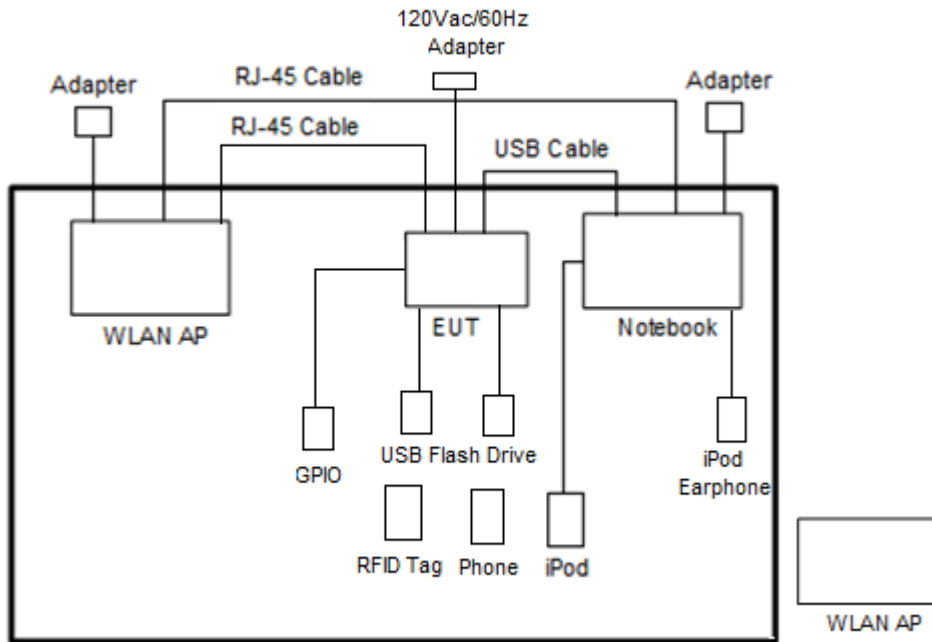 120Vac/60Hz
Adapter
Adapter
RJ-45 Cable
Adapter
RJ-45 Cable
USB Cable
WLAN AP
EUT
Notebook
GPIO
USB Flash Drive
iPod
Earphone
RFID Tag
Phone
iPod
WLAN AP